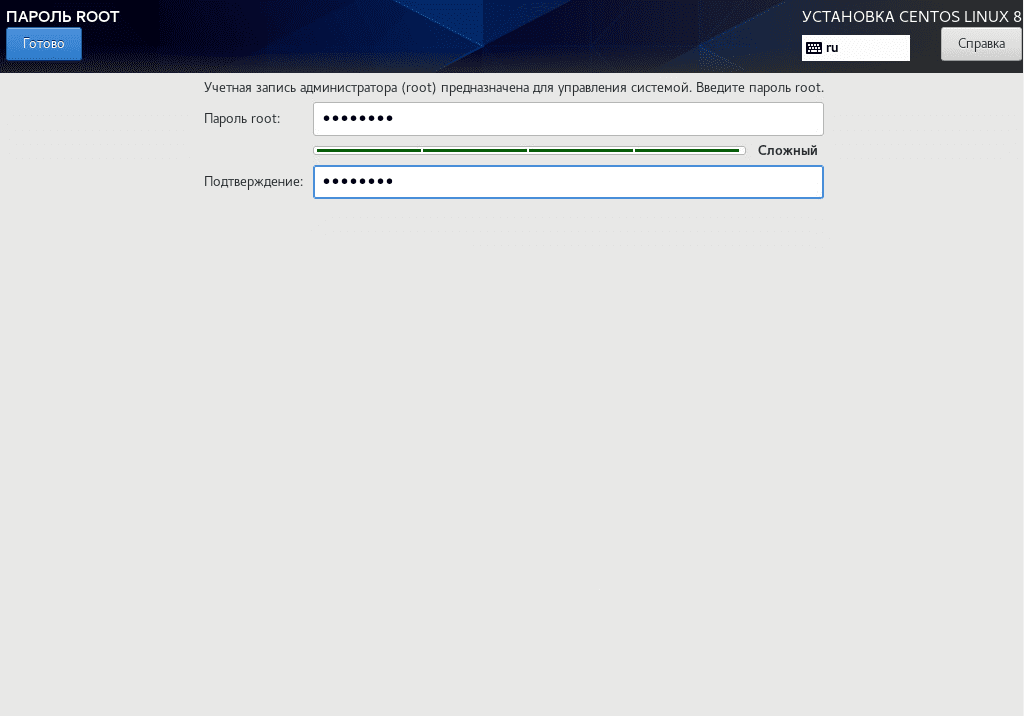 ПАРОЛЬ ROOT
УСТАНОВКА CENTOS LINUX 8
Готово
ru
Справка
Учетная запись администратора (root) предназначена для управления системой. Введите пароль root.
Пароль root: ●●●●●●●●
Сложный
Подтверждение: ●●●●●●●●